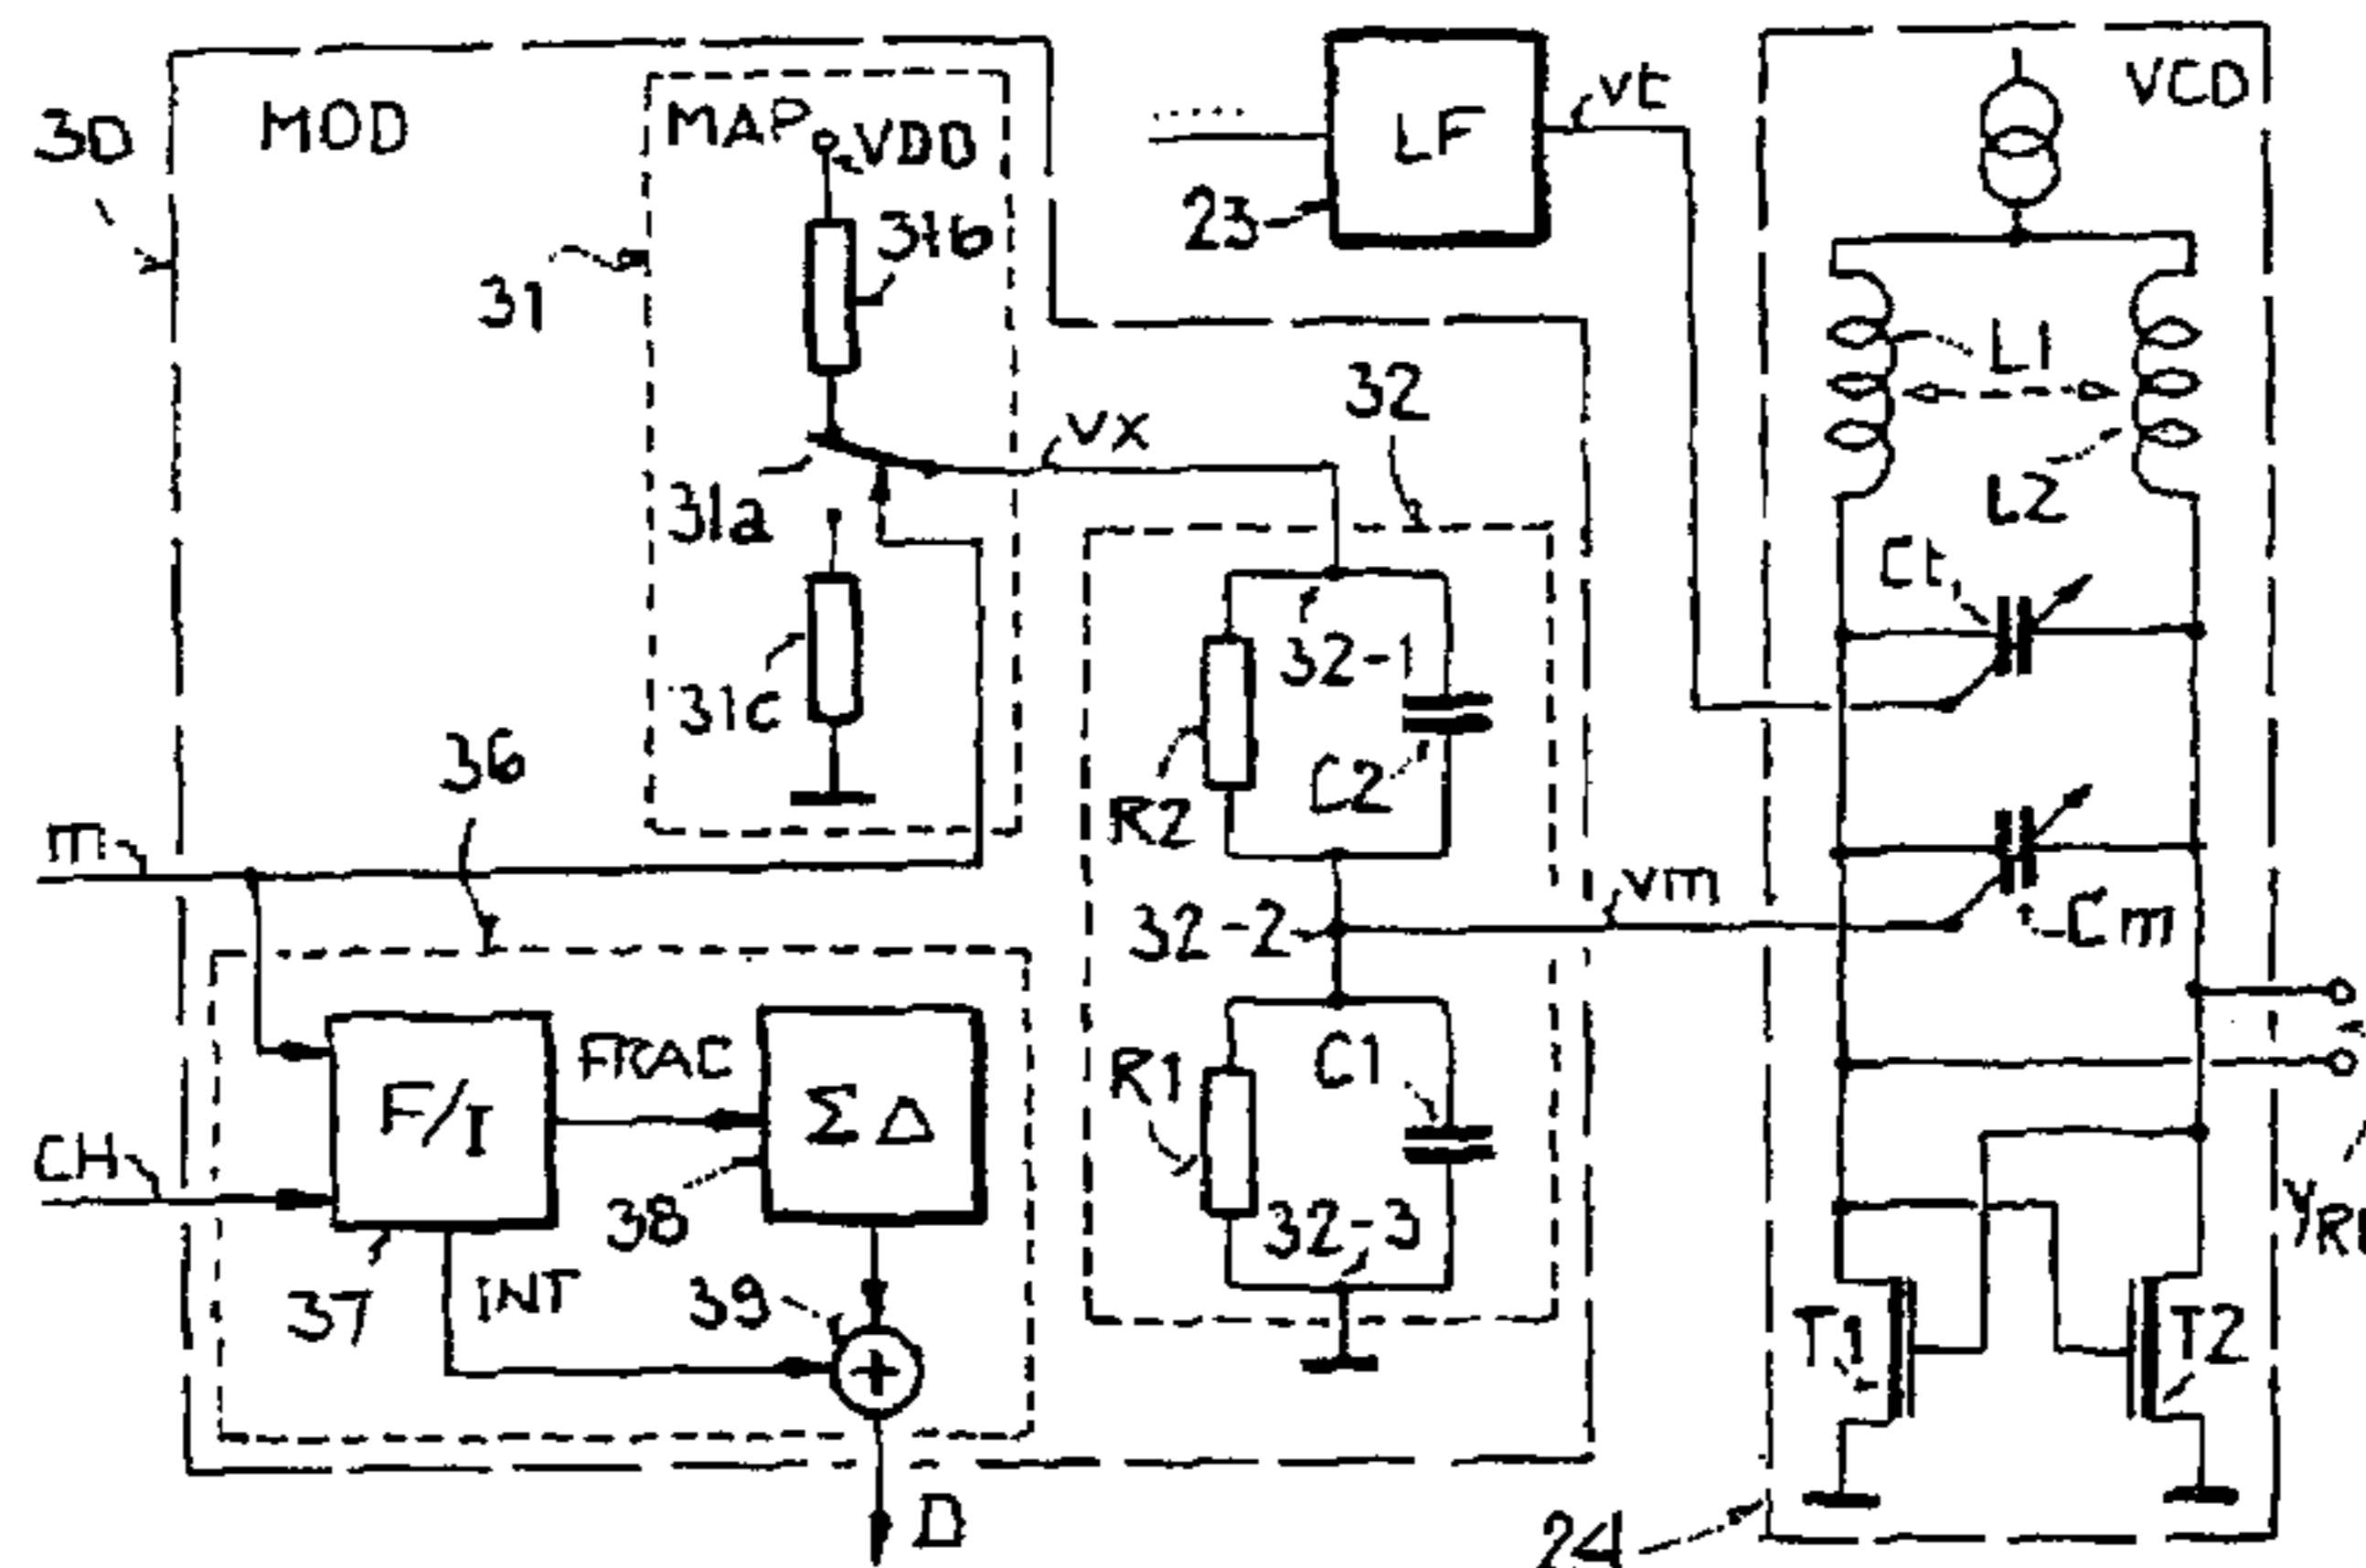 30
MOD
MAP
VDD
31b
31
31a
31c
LF
23
vt
VCO
L1
L2
Ct
Cm
vx
32
32-1
R2
C2
32-2
vm
R1
C1
32-3
36
m
CH
F/I
37
FRAC
ΣΔ
38
INT
39
+
D
T1
T2
24